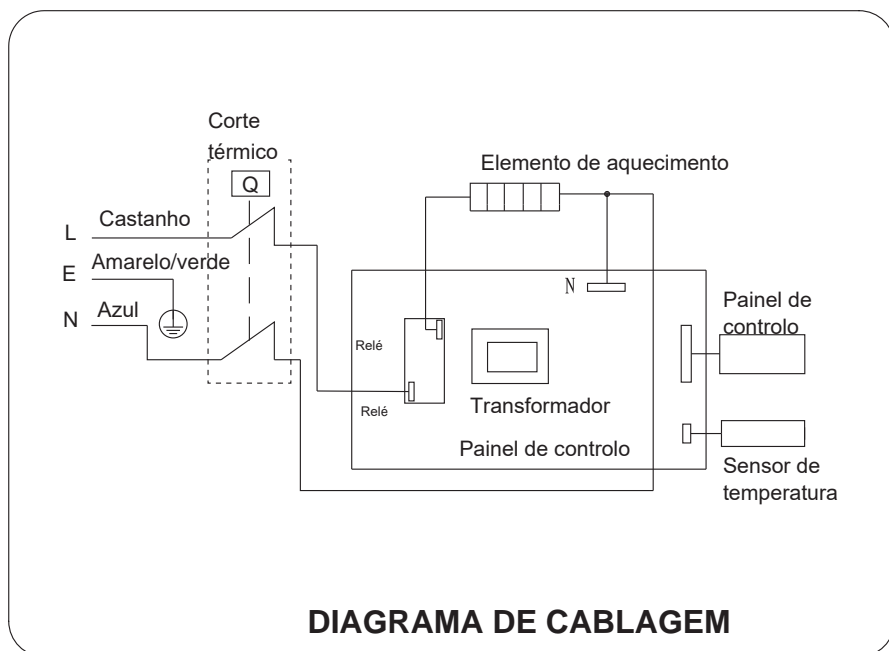 Corte
térmico
Q
Elemento de aquecimento
L
Castanho
E
Amarelo/verde
N
Azul
N
Painel de
controlo
Relé
Relé
Transformador
Painel de controlo
Sensor de
temperatura
DIAGRAMA DE CABLAGEM